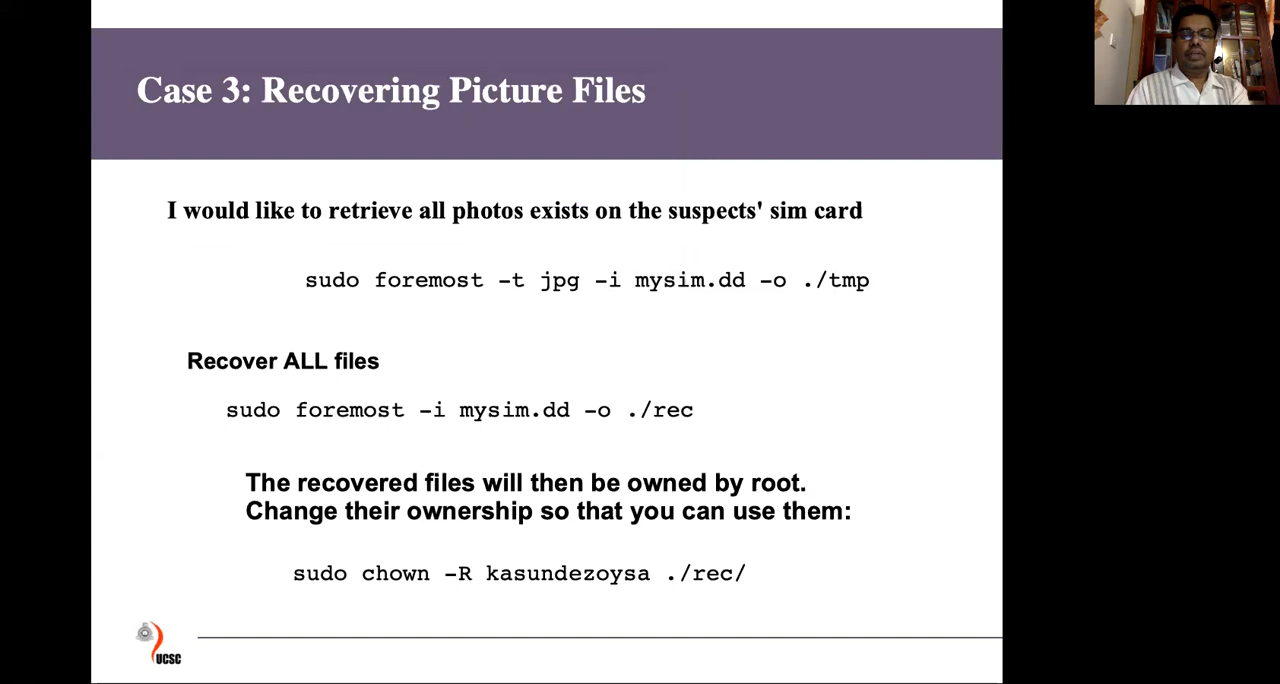 Case 3: Recovering Picture Files
I would like to retrieve all photos exists on the suspects' sim card
sudo foremost -t jpg -i mysim.dd -o ./tmp
Recover ALL files
sudo foremost -i mysim.dd -o ./rec
The recovered files will then be owned by root.
Change their ownership so that you can use them:
sudo chown -R kasundezoysa ./rec/
UCSC